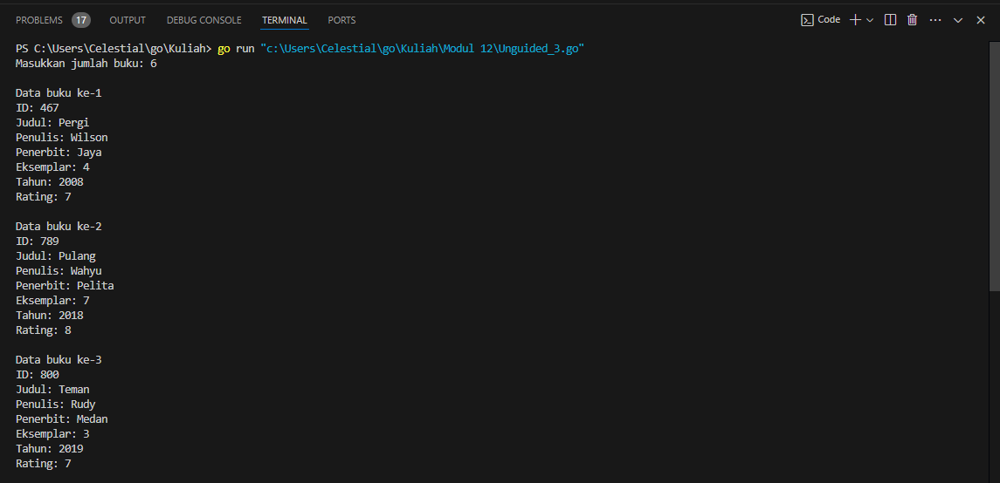 PROBLEMS 17 OUTPUT DEBUG CONSOLE TERMINAL PORTS Code
PS C:\Users\Celestial\go\Kuliah> go run "c:\Users\Celestial\go\Kuliah\Modul 12\Unguided_3.go"
Masukkan jumlah buku: 6
Data buku ke-1
ID: 467
Judul: Pergi
Penulis: Wilson
Penerbit: Jaya
Eksemplar: 4
Tahun: 2008
Rating: 7
Data buku ke-2
ID: 789
Judul: Pulang
Penulis: Wahyu
Penerbit: Pelita
Eksemplar: 7
Tahun: 2018
Rating: 8
Data buku ke-3
ID: 800
Judul: Teman
Penulis: Rudy
Penerbit: Medan
Eksemplar: 3
Tahun: 2019
Rating: 7